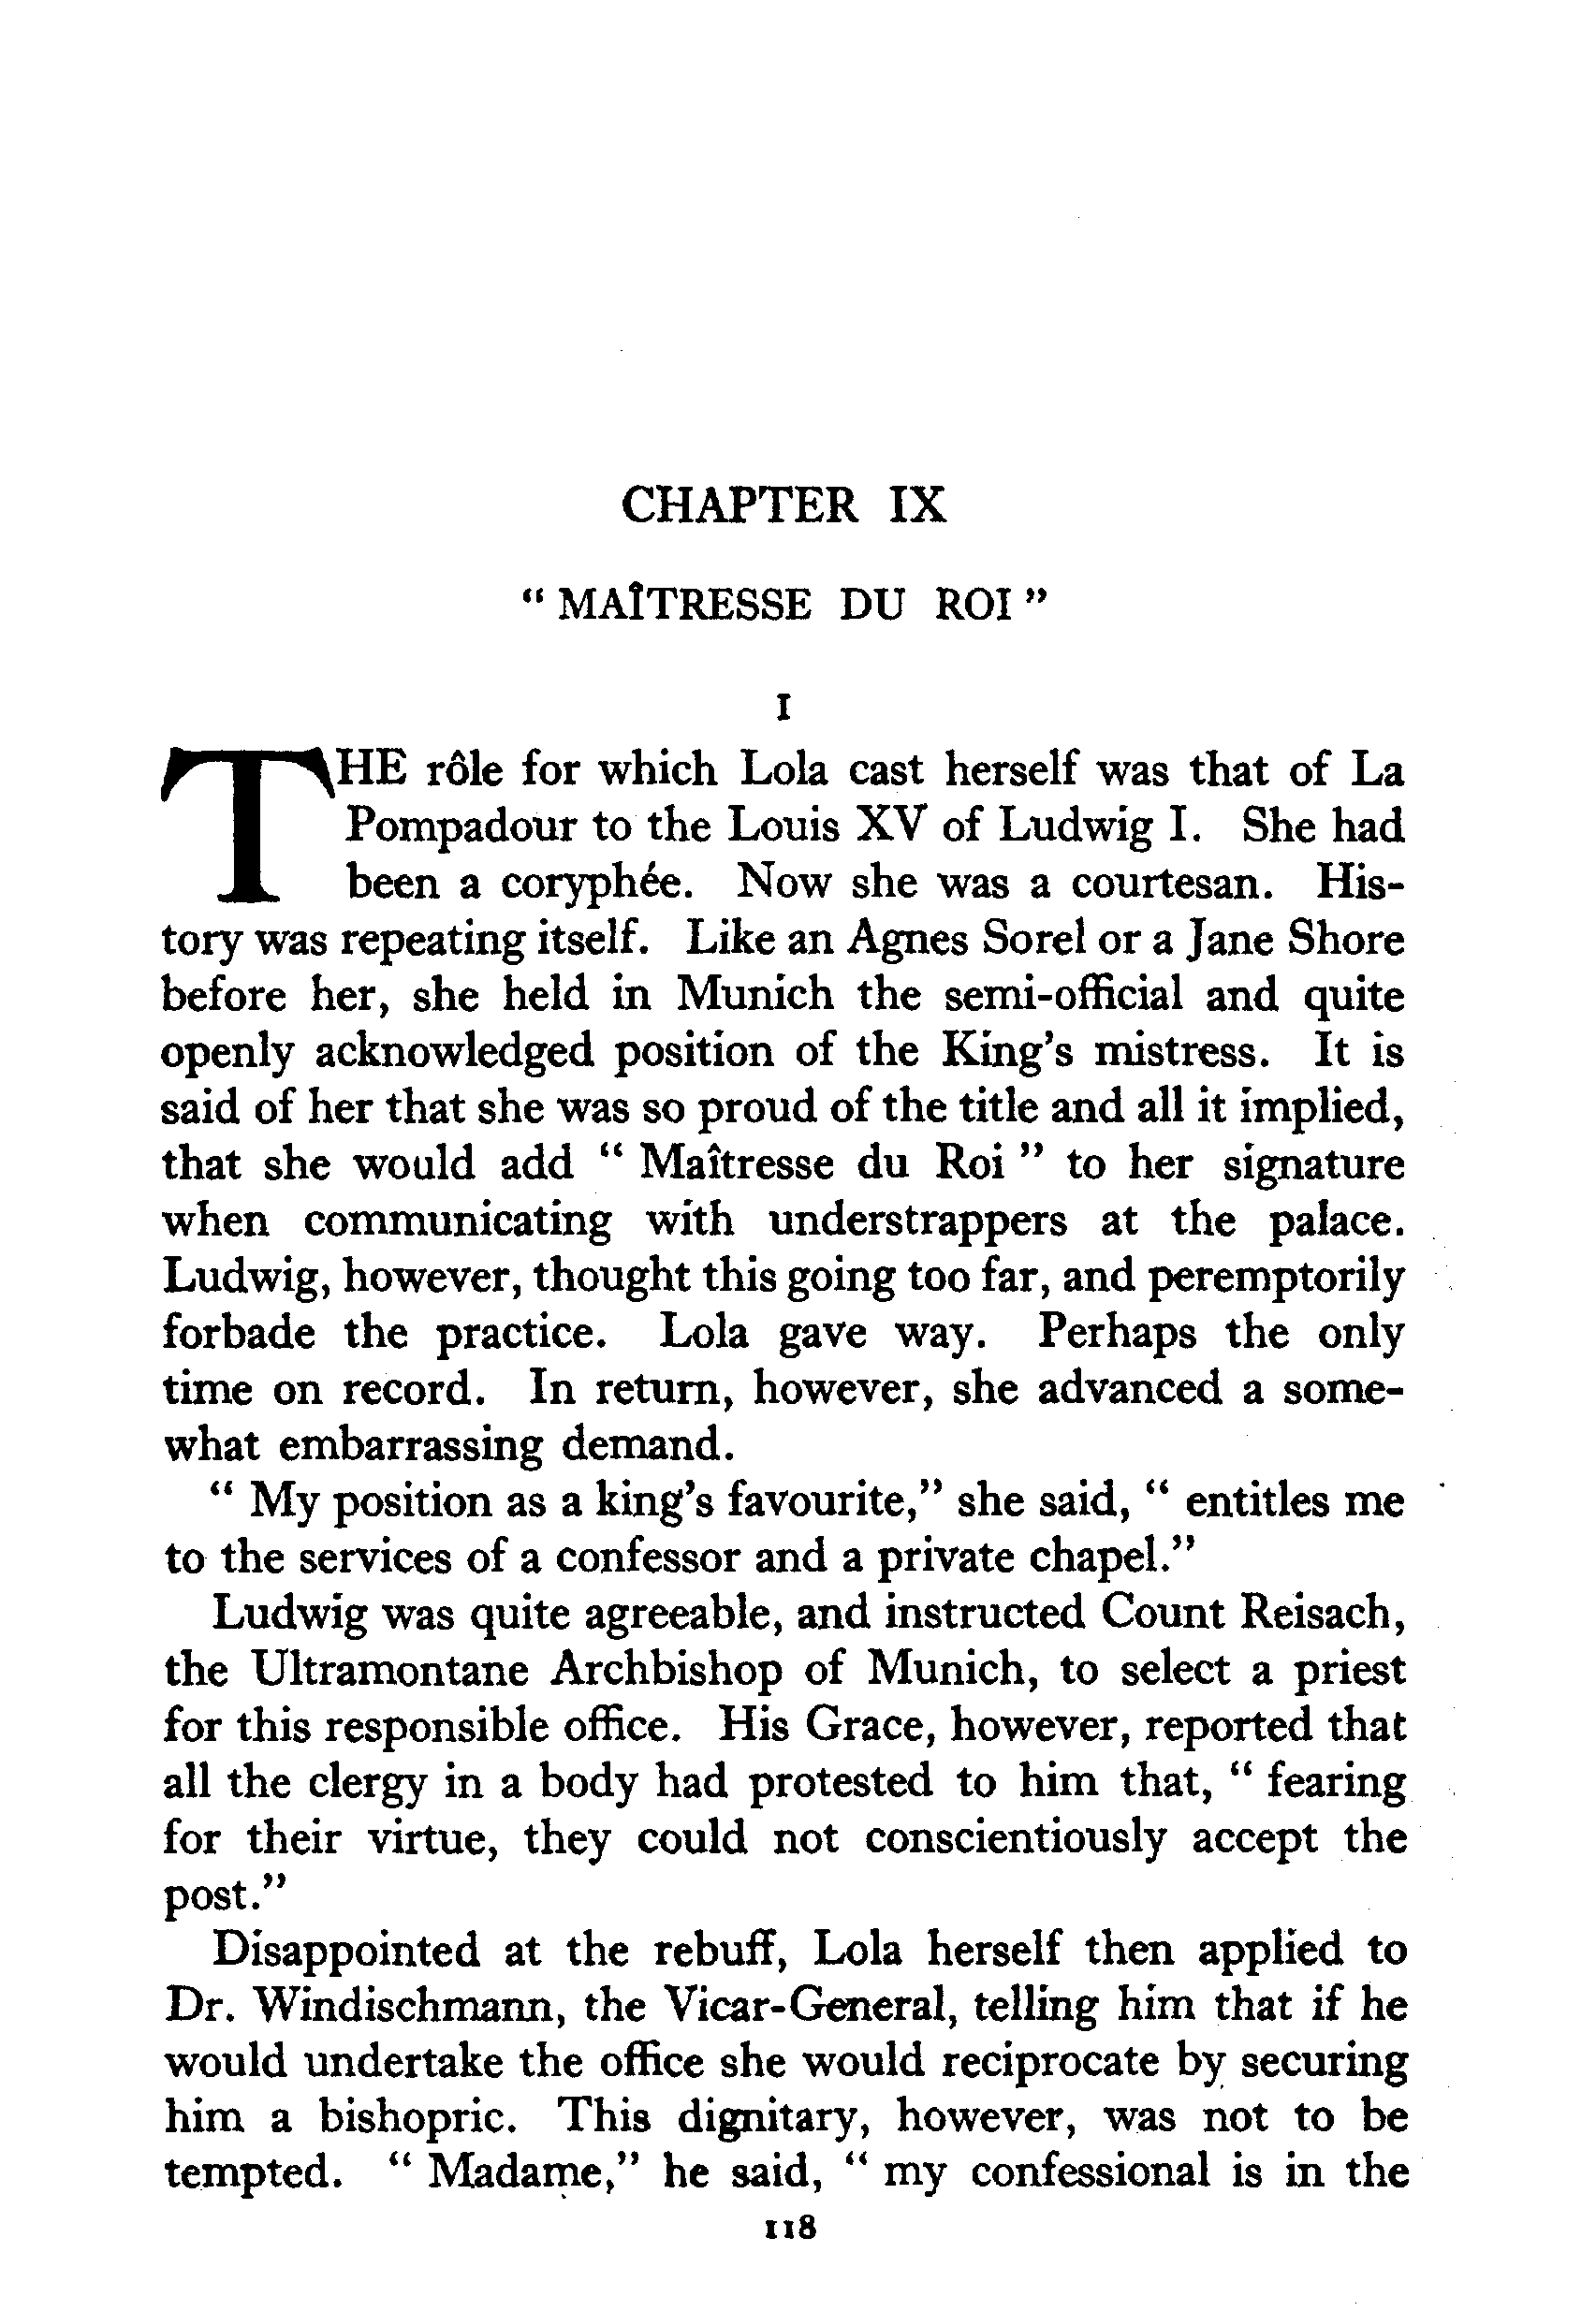 CHAPTER IX
“ MAÎTRESSE DU ROI ”
I
THE rôle for which Lola cast herself was that of La
Pompadour to the Louis XV of Ludwig I. She had
been a coryphée. Now she was a courtesan. His-
tory was repeating itself. Like an Agnes Sorel or a Jane Shore
before her, she held in Munich the semi-official and quite
openly acknowledged position of the King’s mistress. It is
said of her that she was so proud of the title and all it implied,
that she would add “ Maîtresse du Roi ” to her signature
when communicating with understrappers at the palace.
Ludwig, however, thought this going too far, and peremptorily
forbade the practice. Lola gave way. Perhaps the only
time on record. In return, however, she advanced a some-
what embarrassing demand.
“ My position as a king’s favourite,” she said, “ entitles me
to the services of a confessor and a private chapel.”
Ludwig was quite agreeable, and instructed Count Reisach,
the Ultramontane Archbishop of Munich, to select a priest
for this responsible office. His Grace, however, reported that
all the clergy in a body had protested to him that, “ fearing
for their virtue, they could not conscientiously accept the
post.”
Disappointed at the rebuff, Lola herself then applied to
Dr. Windischmann, the Vicar-General, telling him that if he
would undertake the office she would reciprocate by securing
him a bishopric. This dignitary, however, was not to be
tempted. “ Madame,” he said, “ my confessional is in the
118